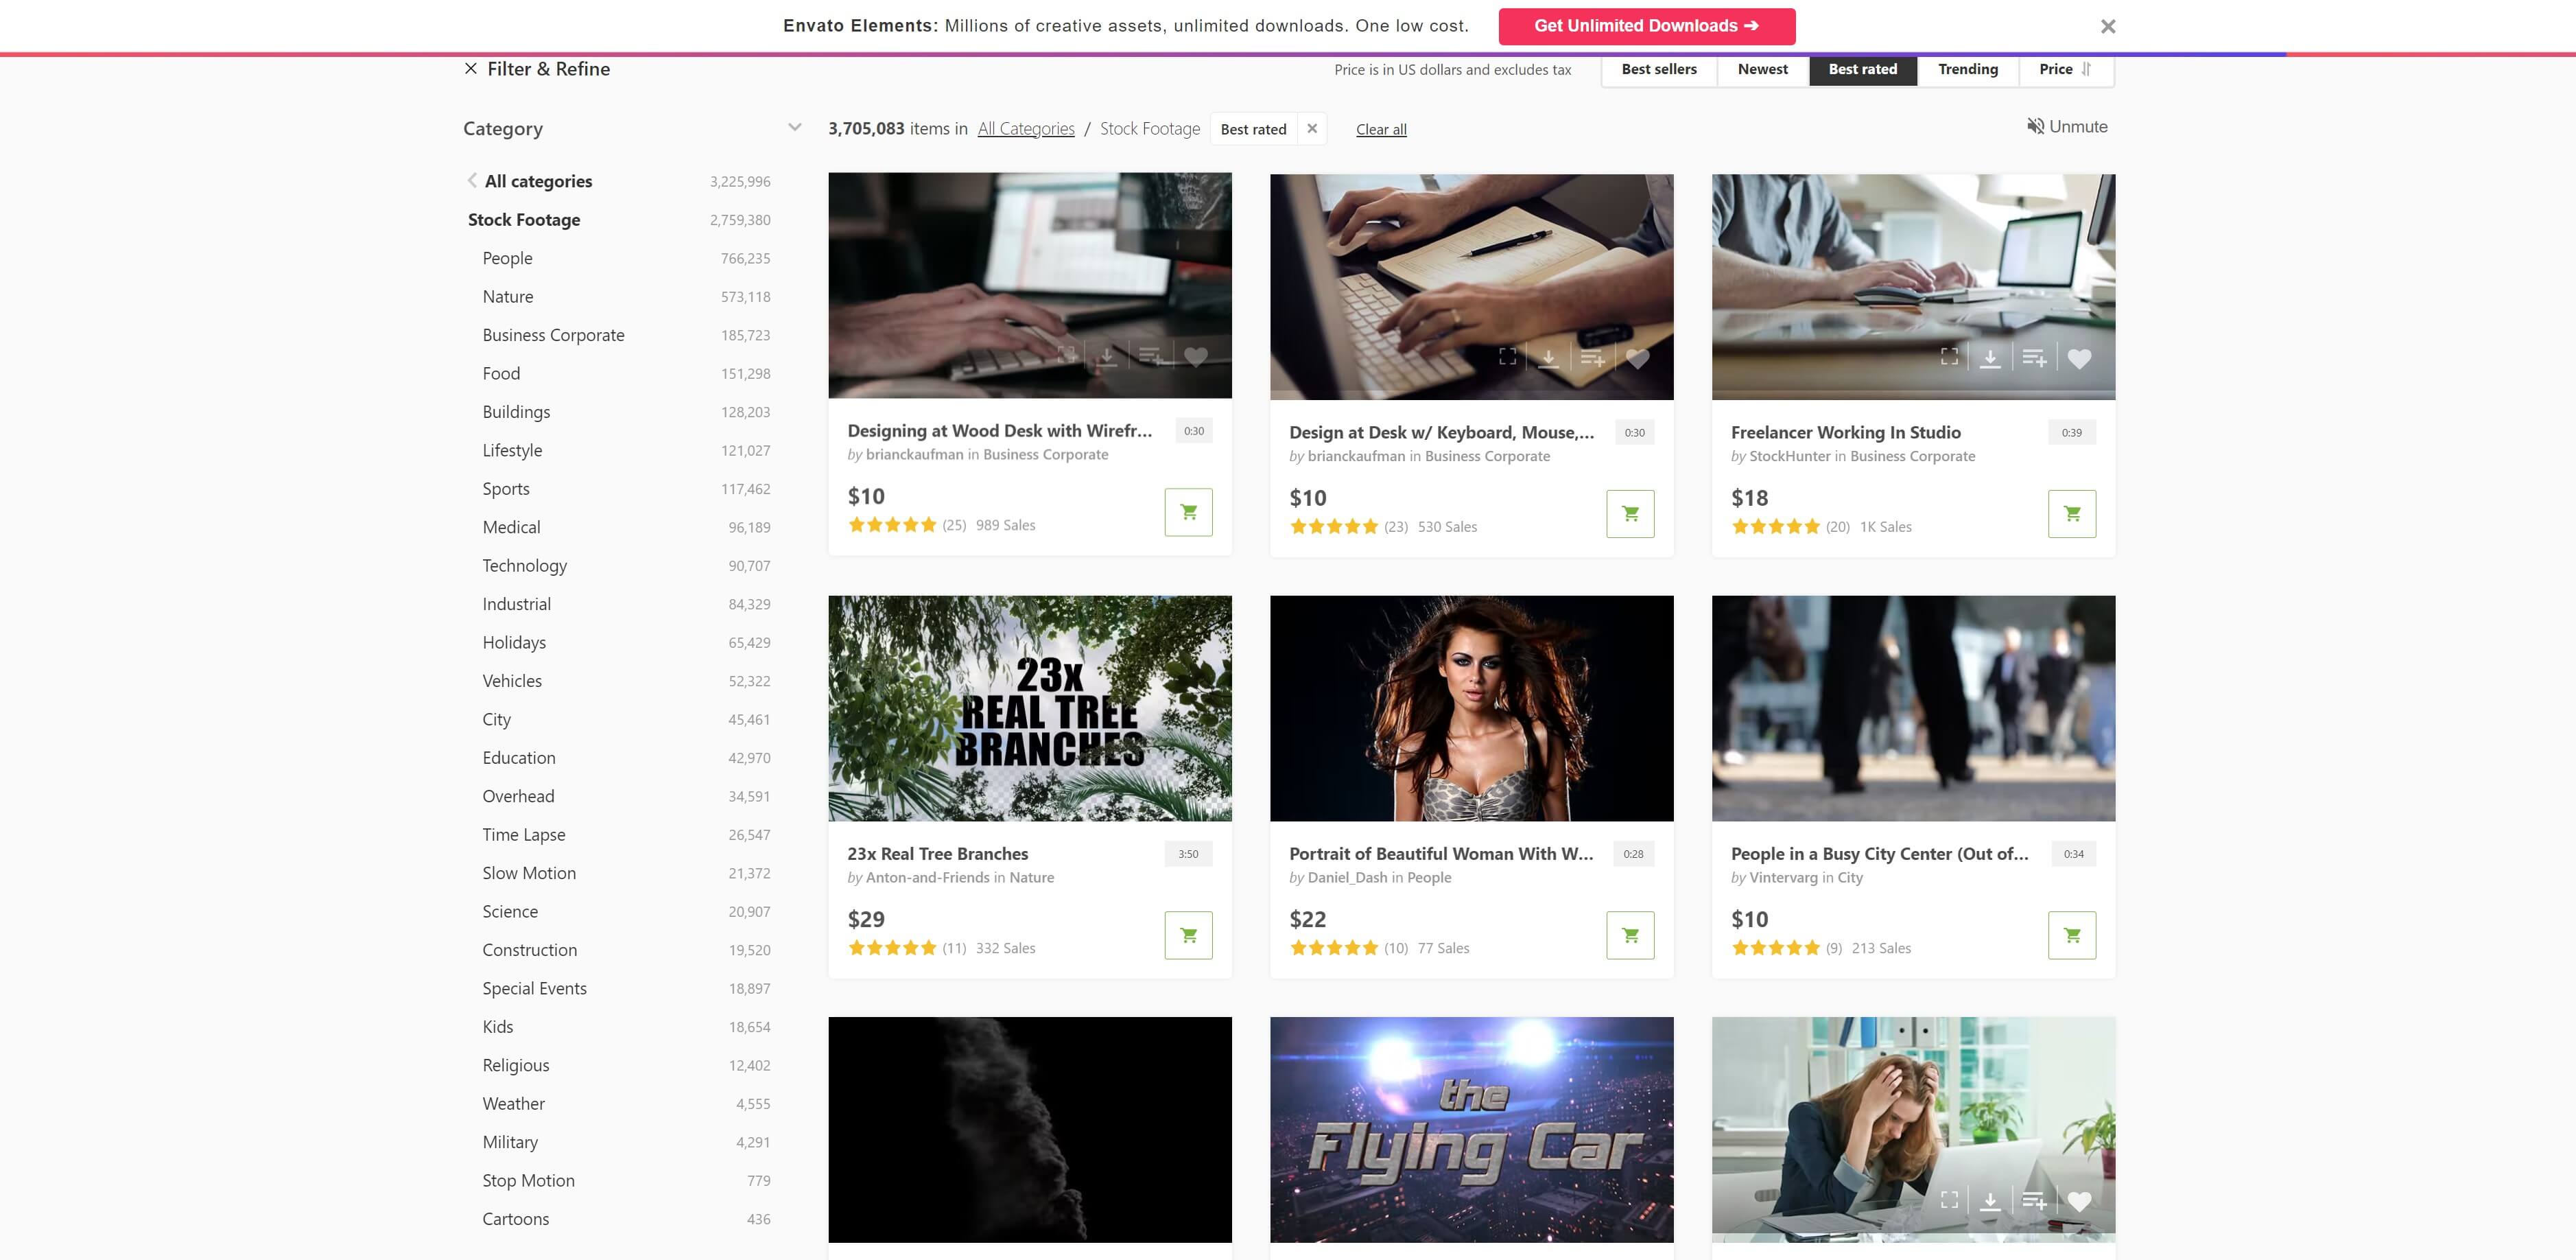 Envato Elements: Millions of creative assets, unlimited downloads. One low cost.
Get Unlimited Downloads ➔
Filter & Refine
Price is in US dollars and excludes tax
Best sellers
Newest
Best rated
Trending
Price
Category
3,705,083 items in All Categories / Stock Footage
Best rated
Clear all
Unmute
All categories 3,225,996
Stock Footage 2,759,380
People 766,235
Nature 573,118
Business Corporate 185,723
Food 151,298
Buildings 128,203
Lifestyle 121,027
Sports 117,462
Medical 96,189
Technology 90,707
Industrial 84,329
Holidays 65,429
Vehicles 52,322
City 45,461
Education 42,970
Overhead 34,591
Time Lapse 26,547
Slow Motion 21,372
Science 20,907
Construction 19,520
Special Events 18,897
Kids 18,654
Religious 12,402
Weather 4,555
Military 4,291
Stop Motion 779
Cartoons 436
Designing at Wood Desk with Wirefr... 0:30
by brianckaufman in Business Corporate
$10
(25) 989 Sales
Design at Desk w/ Keyboard, Mouse,... 0:30
by brianckaufman in Business Corporate
$10
(23) 530 Sales
Freelancer Working In Studio 0:39
by StockHunter in Business Corporate
$18
(20) 1K Sales
23x
REAL TREE
BRANCHES
23x Real Tree Branches 3:50
by Anton-and-Friends in Nature
$29
(11) 332 Sales
Portrait of Beautiful Woman With W... 0:28
by Daniel_Dash in People
$22
(10) 77 Sales
People in a Busy City Center (Out of... 0:34
by Vintervarg in City
$10
(9) 213 Sales
the
Flying Car